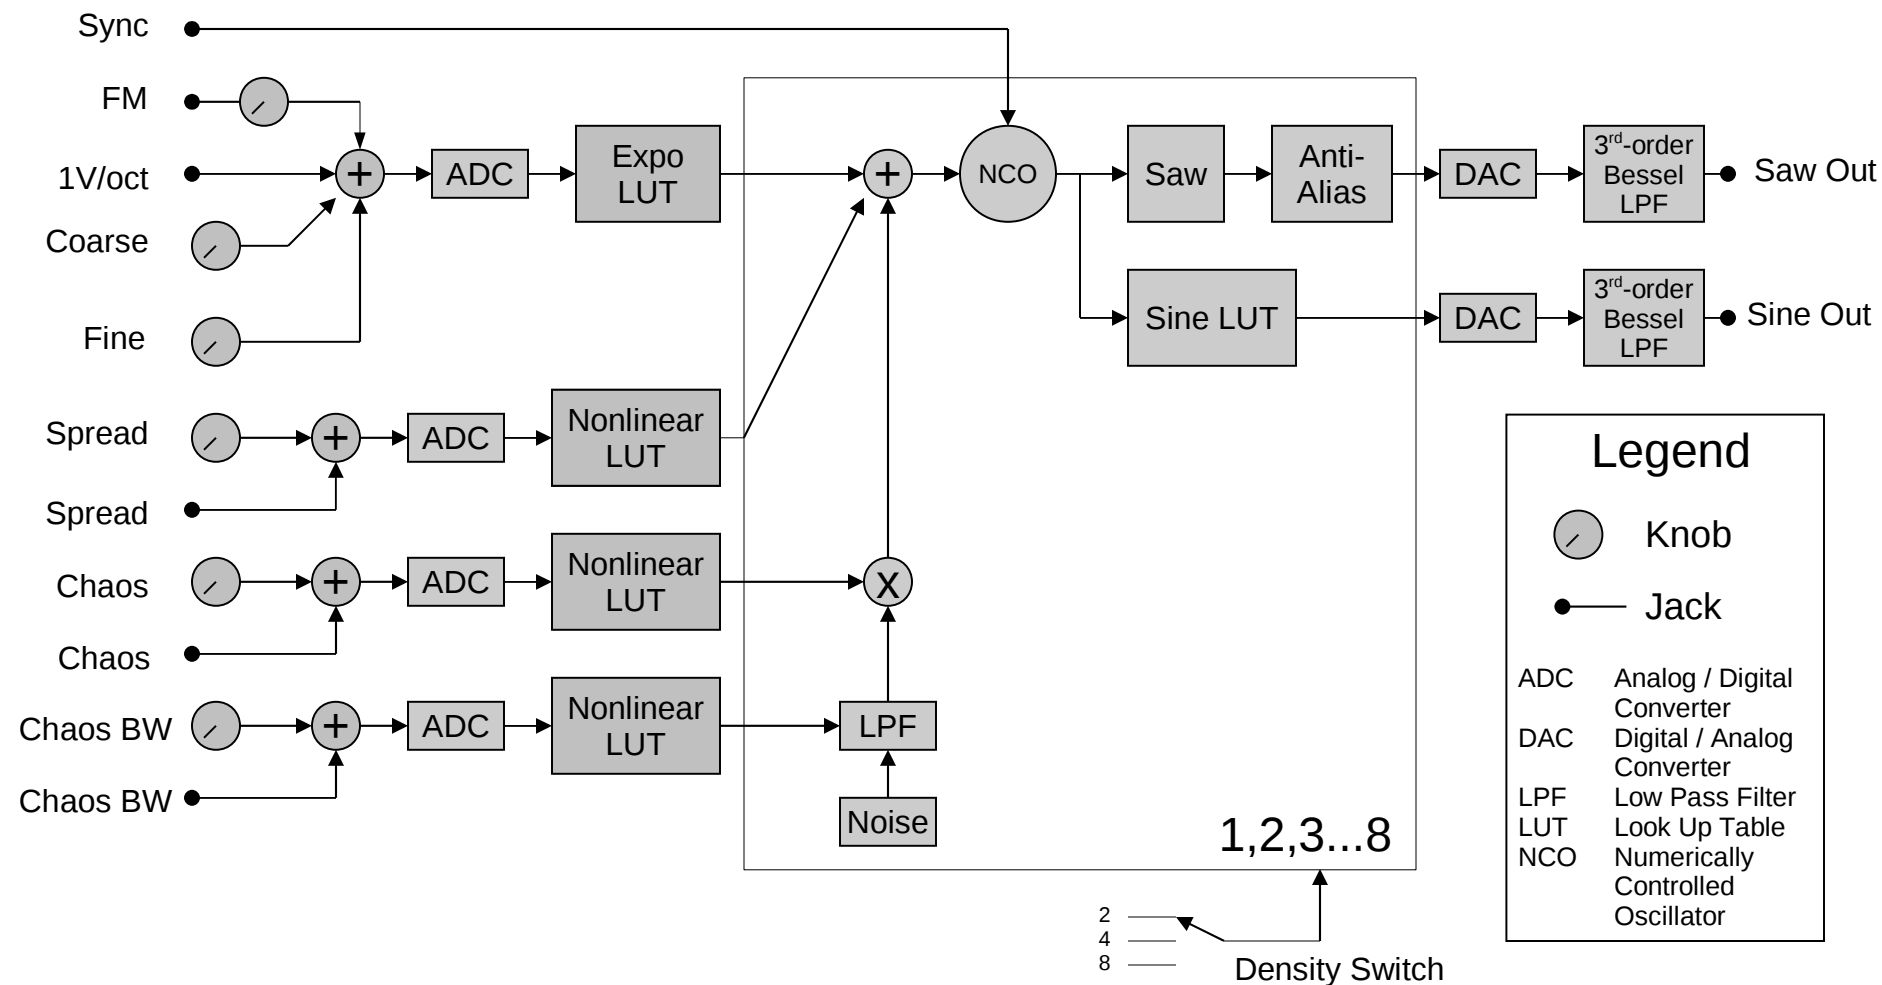 Sync
FM
1V/oct
Coarse
Fine
Spread
Spread
Chaos
Chaos
Chaos BW
Chaos BW
+
ADC
Expo
LUT
+
ADC
Nonlinear
LUT
+
ADC
Nonlinear
LUT
+
ADC
Nonlinear
LUT
+
NCO
Saw
Anti-
Alias
Sine LUT
X
LPF
Noise
1,2,3...8
DAC
3rd-order
Bessel
LPF
Saw Out
DAC
3rd-order
Bessel
LPF
Sine Out
2
4
8
Density Switch
Legend
Knob
Jack
ADC Analog / Digital
Converter
DAC Digital / Analog
Converter
LPF Low Pass Filter
LUT Look Up Table
NCO Numerically
Controlled
Oscillator